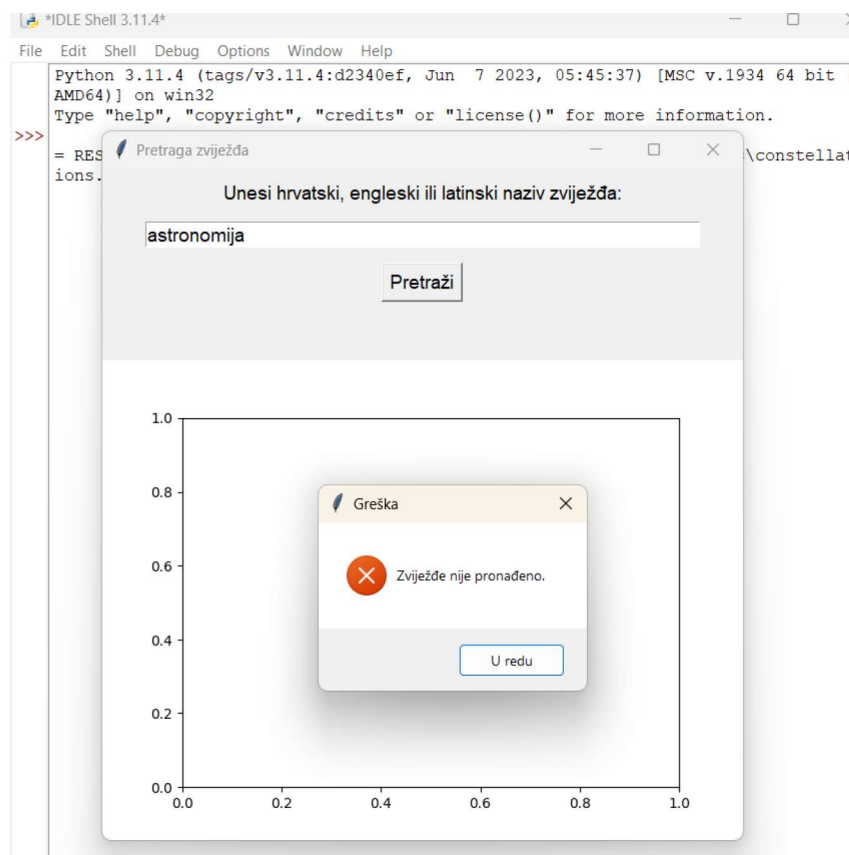 *IDLE Shell 3.11.4*
File Edit Shell Debug Options Window Help
Python 3.11.4 (tags/v3.11.4:d2340ef, Jun  7 2023, 05:45:37) [MSC v.1934 64 bit
AMD64)] on win32
Type "help", "copyright", "credits" or "license()" for more information.
>>>
= RES
\constellat
ions.
Pretraga zviježđa
Unesi hrvatski, engleski ili latinski naziv zviježđa:
astronomija
Pretraži
1.0
0.8
0.6
0.4
0.2
0.0
0.0 0.2 0.4 0.6 0.8 1.0
Greška
Zviježđe nije pronađeno.
U redu